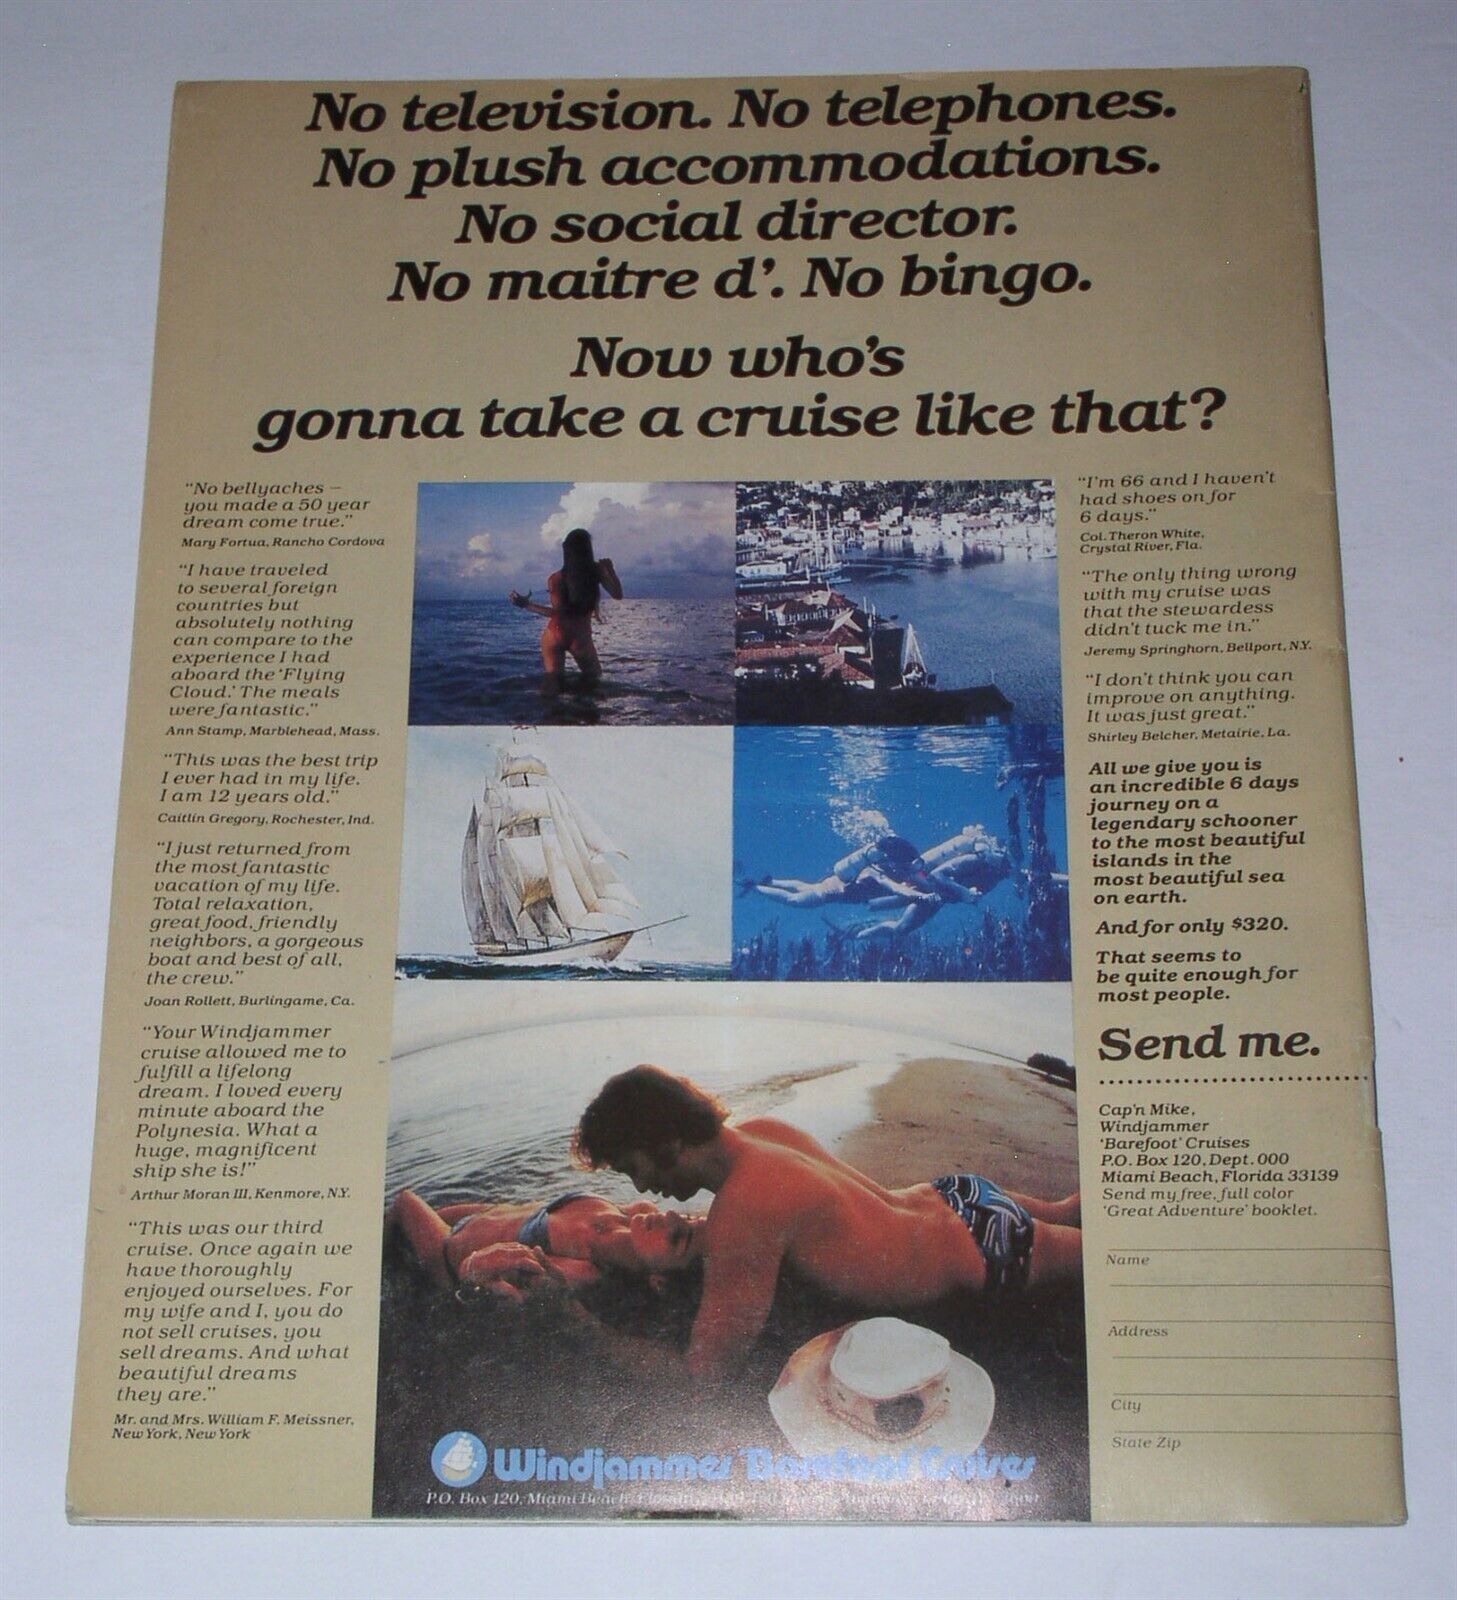 No television. No telephones.
No plush accommodations.
No social director.
No maitre d'. No bingo.
Now who's
gonna take a cruise like that?
"No bellyaches –
you made a 50 year
dream come true."
Mary Fortua, Rancho Cordova
"I have traveled
to several foreign
countries but
absolutely nothing
can compare to the
experience I had
aboard the 'Flying
Cloud.' The meals
were fantastic."
Ann Stamp, Marblehead, Mass.
"This was the best trip
I ever had in my life.
I am 12 years old."
Caitlin Gregory, Rochester, Ind.
"I just returned from
the most fantastic
vacation of my life.
Total relaxation,
great food, friendly
neighbors, a gorgeous
boat and best of all,
the crew."
Joan Rollett, Burlingame, Ca.
"Your Windjammer
cruise allowed me to
fulfill a lifelong
dream. I loved every
minute aboard the
Polynesia. What a
huge, magnificent
ship she is!"
Arthur Moran III, Kenmore, N.Y.
"This was our third
cruise. Once again we
have thoroughly
enjoyed ourselves. For
my wife and I, you do
not sell cruises, you
sell dreams. And what
beautiful dreams
they are."
Mr. and Mrs. William F. Meissner,
New York, New York
"I'm 66 and I haven't
had shoes on for
6 days."
Col. Theron White,
Crystal River, Fla.
"The only thing wrong
with my cruise was
that the stewardess
didn't tuck me in."
Jeremy Springhorn, Bellport, N.Y.
"I don't think you can
improve on anything.
It was just great."
Shirley Belcher, Metairie, La.
All we give you is
an incredible 6 days
journey on a
legendary schooner
to the most beautiful
islands in the
most beautiful sea
on earth.
And for only $320.
That seems to
be quite enough for
most people.
Send me.
Cap'n Mike,
Windjammer
'Barefoot' Cruises
P.O. Box 120, Dept. 000
Miami Beach, Florida 33139
Send my free, full color
'Great Adventure' booklet.
Name
Address
City
State Zip
Windjammer Barefoot Cruises
P.O. Box 120, Miami Beach, Florida